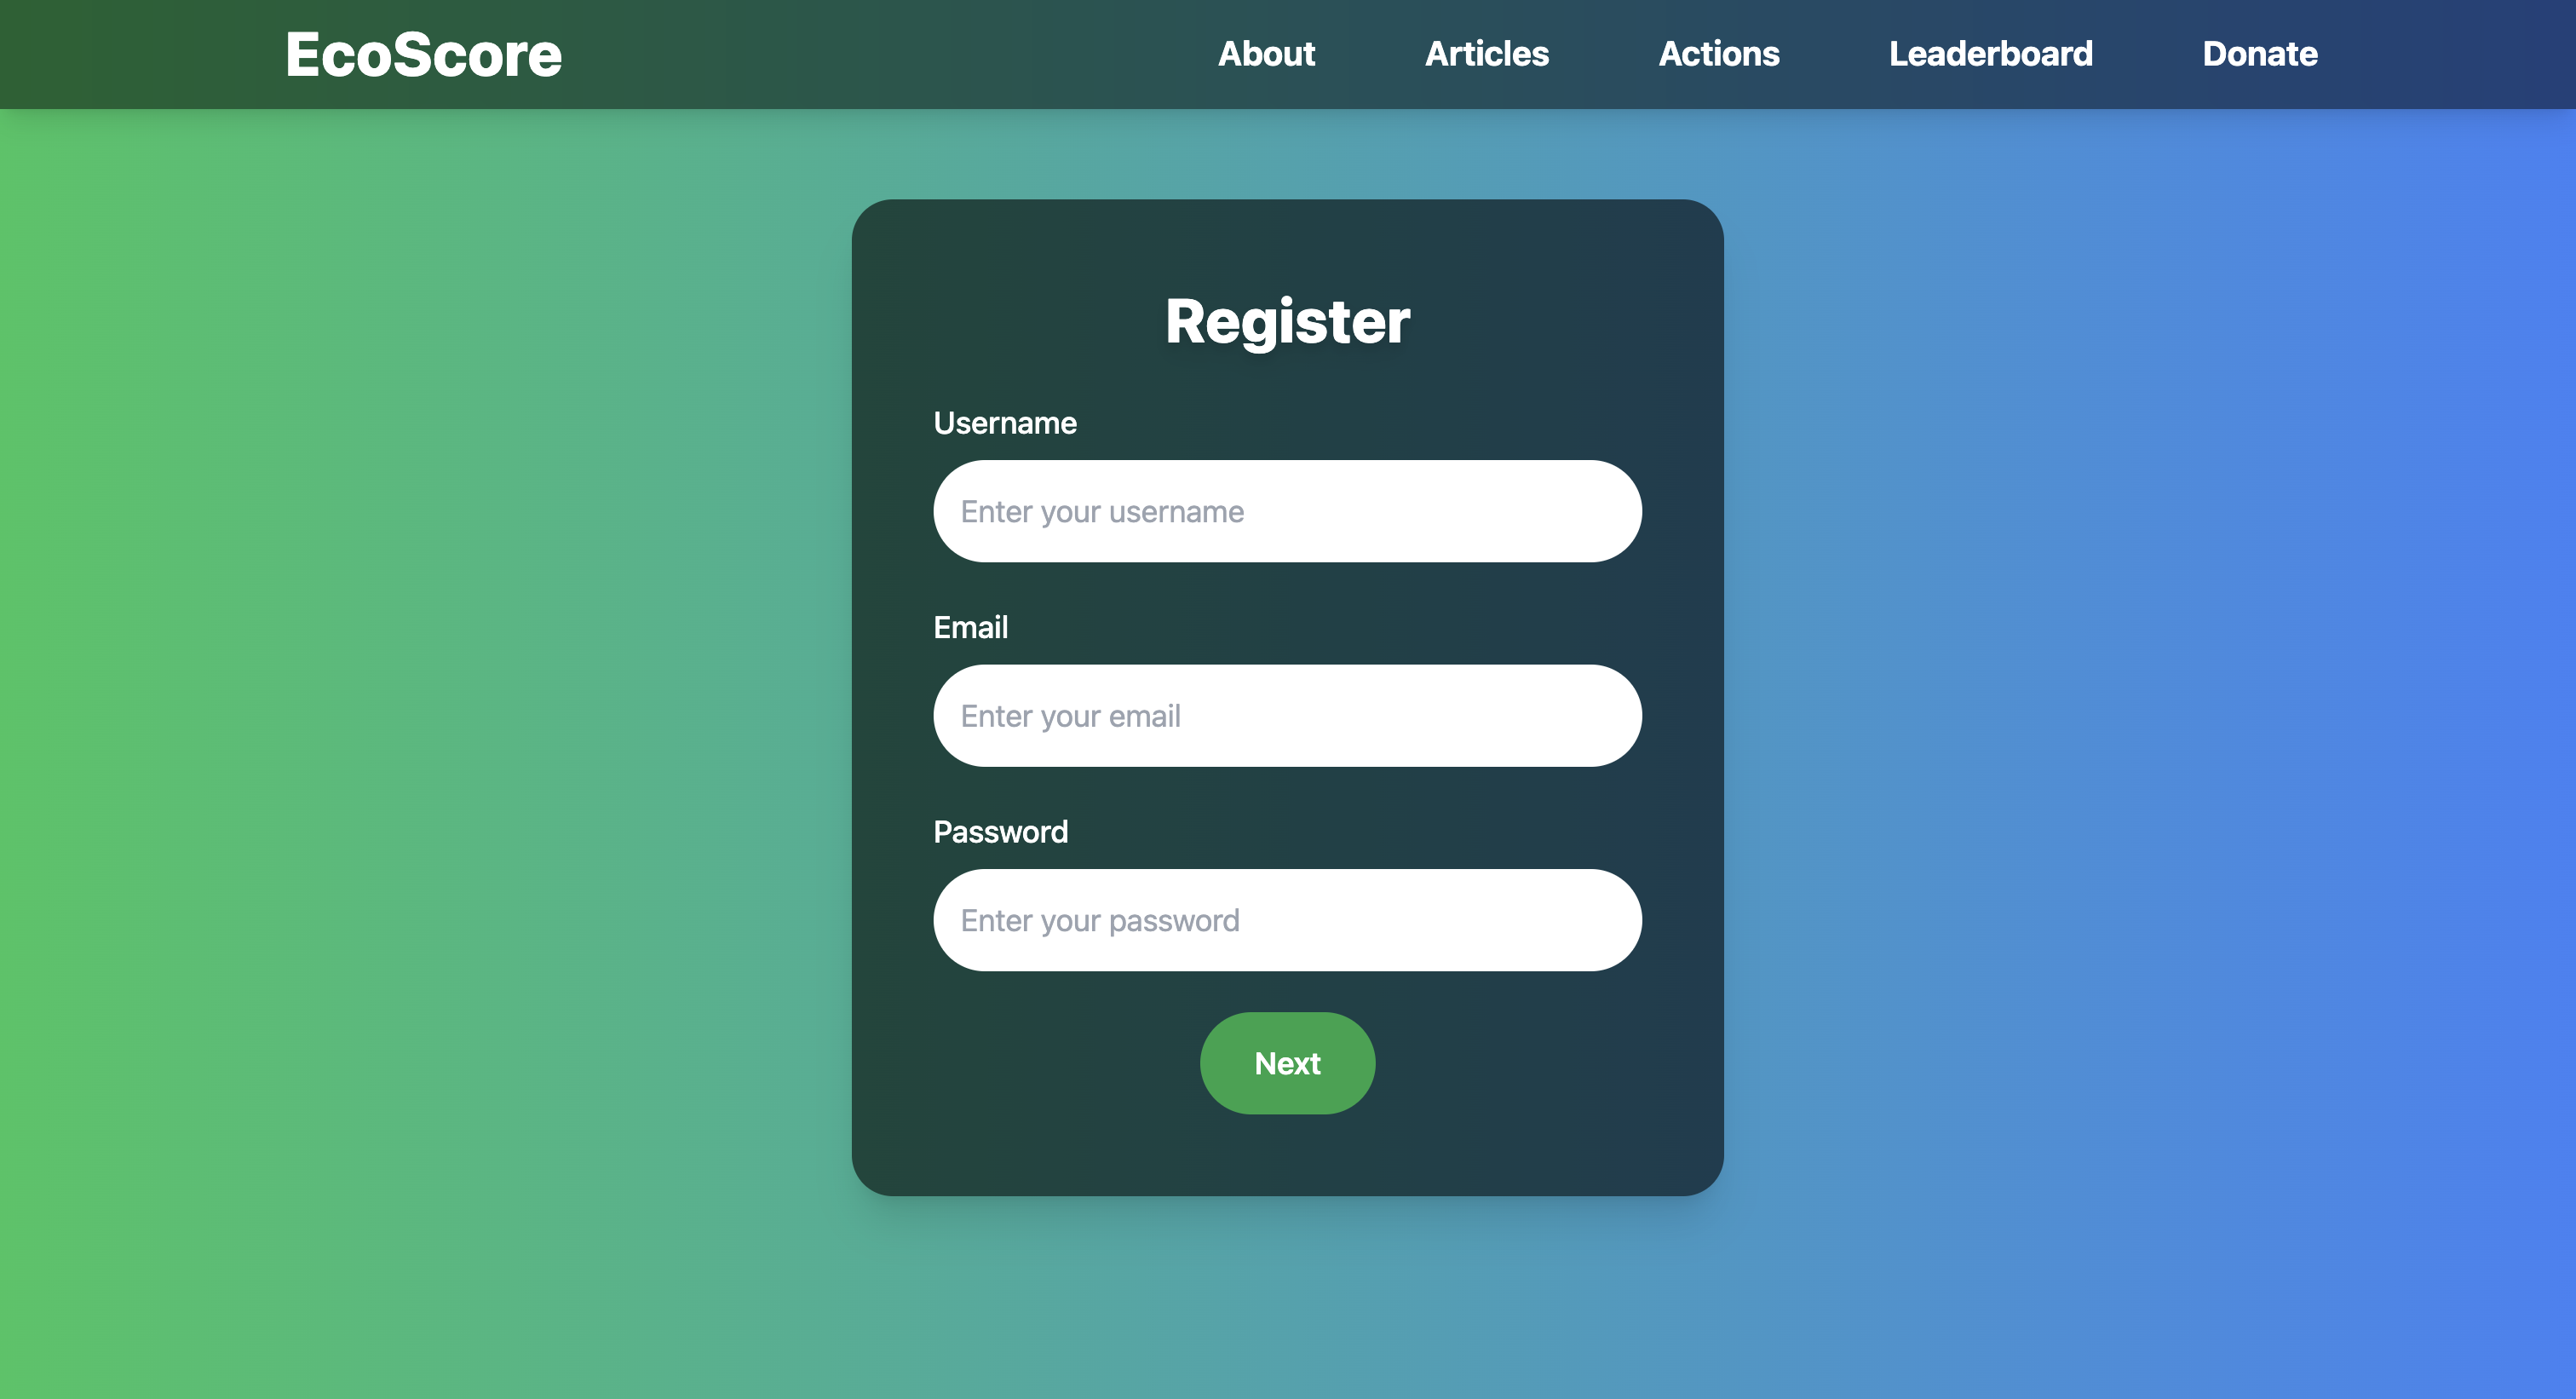 EcoScore
About Articles Actions Leaderboard Donate
Register
Username
Enter your username
Email
Enter your email
Password
Enter your password
Next